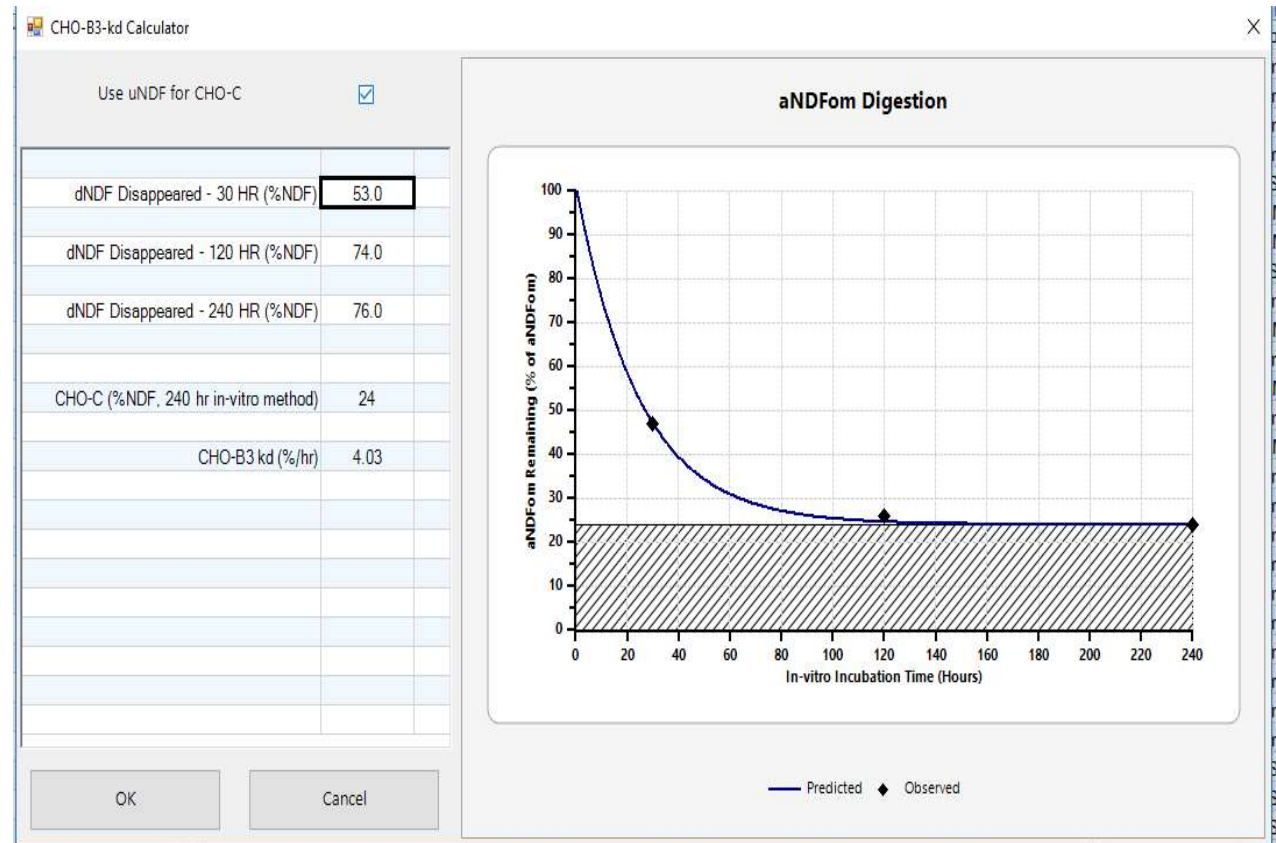 CHO-B3-kd Calculator
Use uNDF for CHO-C
dNDF Disappeared - 30 HR (%NDF) 53.0
dNDF Disappeared - 120 HR (%NDF) 74.0
dNDF Disappeared - 240 HR (%NDF) 76.0
CHO-C (%NDF, 240 hr in-vitro method) 24
CHO-B3 kd (%/hr) 4.03
OK
Cancel
aNDFom Digestion
aNDFom Remaining (% of aNDFom)
100
90
80
70
60
50
40
30
20
10
0
0 20 40 60 80 100 120 140 160 180 200 220 240
In-vitro Incubation Time (Hours)
Predicted Observed